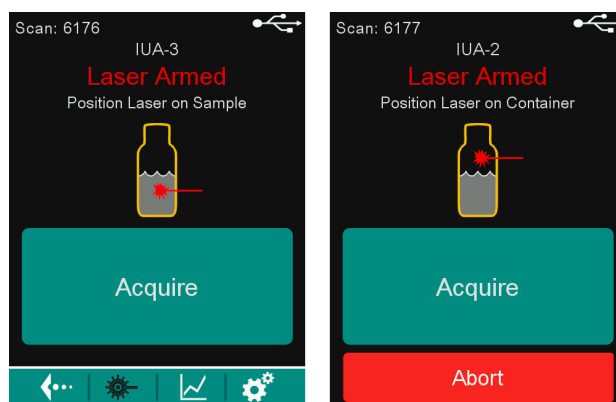 Scan: 6176
IUA-3
Laser Armed
Position Laser on Sample
Acquire
Scan: 6177
IUA-2
Laser Armed
Position Laser on Container
Acquire
Abort